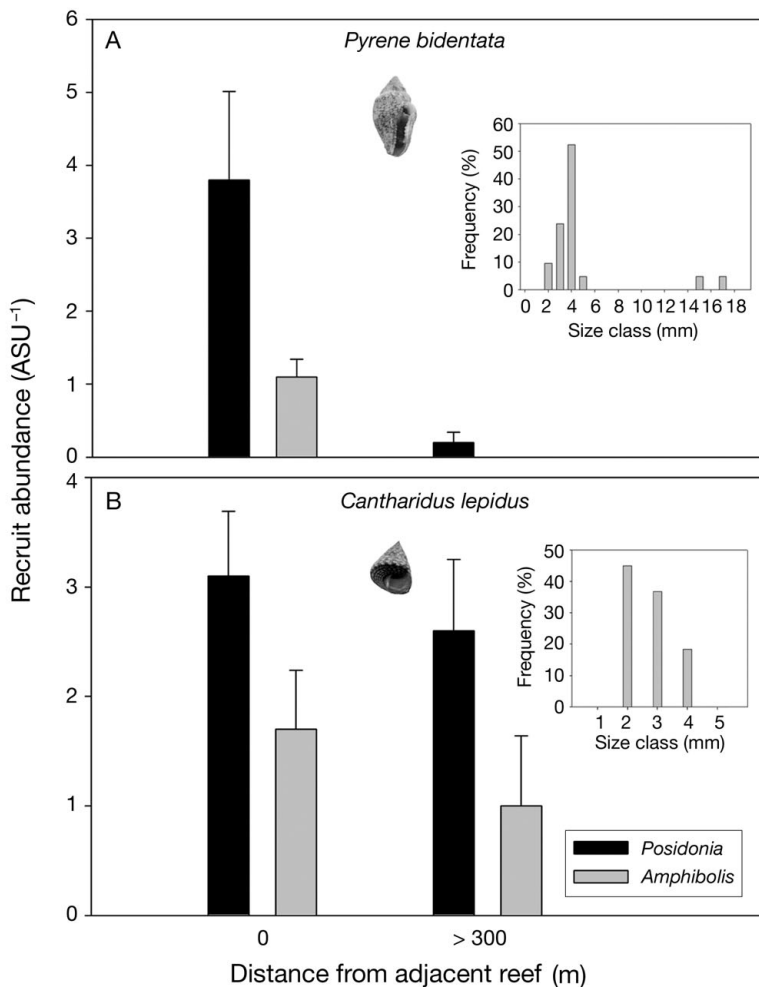 Recruit abundance (ASU⁻¹)
A
Pyrene bidentata
6
5
4
3
2
1
0
Frequency (%)
60
50
40
30
20
10
0
0 2 4 6 8 10 12 14 16 18
Size class (mm)
B
Cantharidus lepidus
4
3
2
1
0
Frequency (%)
50
40
30
20
10
0
1 2 3 4 5
Size class (mm)
Posidonia
Amphibolis
0 > 300
Distance from adjacent reef (m)